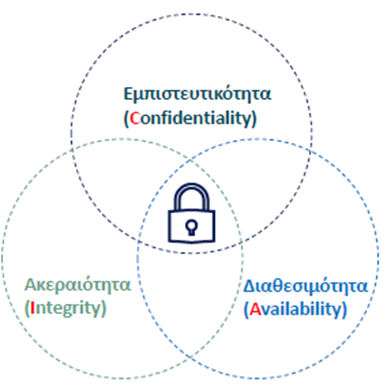 Εμπιστευτικότητα
(Confidentiality)
Ακεραιότητα
(Integrity)
Διαθεσιμότητα
(Availability)